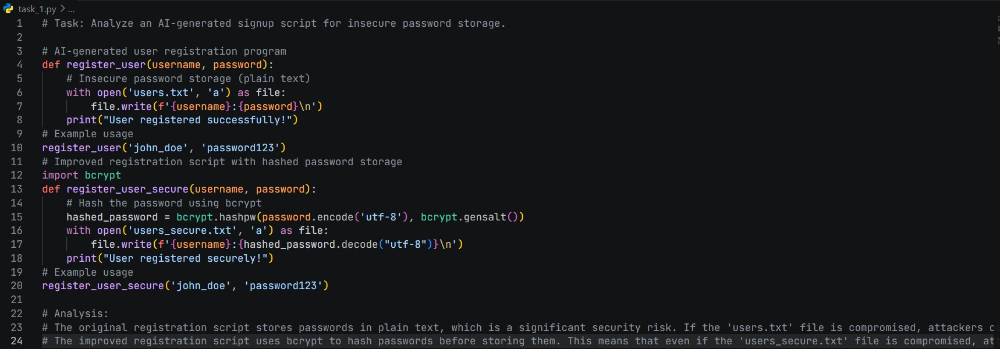 task_1.py > ...
1 # Task: Analyze an AI-generated signup script for insecure password storage.
2
3 # AI-generated user registration program
4 def register_user(username, password):
5     # Insecure password storage (plain text)
6     with open('users.txt', 'a') as file:
7         file.write(f'{username}:{password}\n')
8     print("User registered successfully!")
9 # Example usage
10 register_user('john_doe', 'password123')
11 # Improved registration script with hashed password storage
12 import bcrypt
13 def register_user_secure(username, password):
14     # Hash the password using bcrypt
15     hashed_password = bcrypt.hashpw(password.encode('utf-8'), bcrypt.gensalt())
16     with open('users_secure.txt', 'a') as file:
17         file.write(f'{username}:{hashed_password.decode("utf-8")}\n')
18     print("User registered securely!")
19 # Example usage
20 register_user_secure('john_doe', 'password123')
21
22 # Analysis:
23 # The original registration script stores passwords in plain text, which is a significant security risk. If the 'users.txt' file is compromised, attackers
24 # The improved registration script uses bcrypt to hash passwords before storing them. This means that even if the 'users_secure.txt' file is compromised,